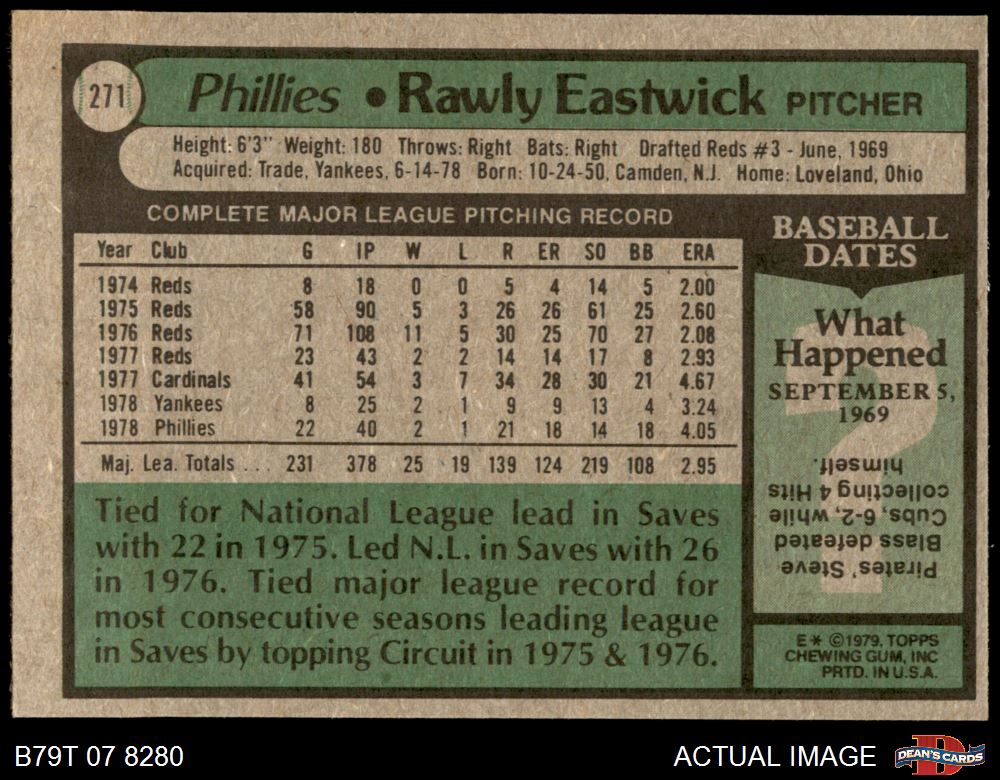 271
Phillies • Rawly Eastwick PITCHER
Height: 6'3" Weight: 180 Throws: Right Bats: Right Drafted Reds #3 - June, 1969
Acquired: Trade, Yankees, 6-14-78 Born: 10-24-50, Camden, N.J. Home: Loveland, Ohio
COMPLETE MAJOR LEAGUE PITCHING RECORD
Year Club G IP W L R ER SO BB ERA
1974 Reds 8 18 0 0 5 4 14 5 2.00
1975 Reds 58 90 5 3 26 26 61 25 2.60
1976 Reds 71 108 11 5 30 25 70 27 2.08
1977 Reds 23 43 2 2 14 14 17 8 2.93
1977 Cardinals 41 54 3 7 34 28 30 21 4.67
1978 Yankees 8 25 2 1 9 9 13 4 3.24
1978 Phillies 22 40 2 1 21 18 14 18 4.05
Maj. Lea. Totals ... 231 378 25 19 139 124 219 108 2.95
Tied for National League lead in Saves
with 22 in 1975. Led N.L. in Saves with 26
in 1976. Tied major league record for
most consecutive seasons leading league
in Saves by topping Circuit in 1975 & 1976.
BASEBALL
DATES
What
Happened
SEPTEMBER 5,
1969
?
Pirates' Steve
Blass defeated
Cubs, 6-2, while
collecting 4 Hits
himself.
E* ©1979, TOPPS
CHEWING GUM, INC
PRTD. IN U.S.A.
B79T 07 8280
ACTUAL IMAGE
D
DEAN'S CARDS